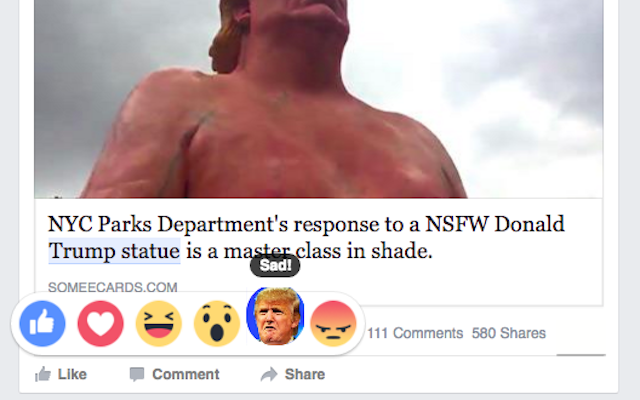 NYC Parks Department's response to a NSFW Donald
Trump statue is a master class in shade.
Sad!
SOMEECARDS.COM
111 Comments 580 Shares
Like Comment Share